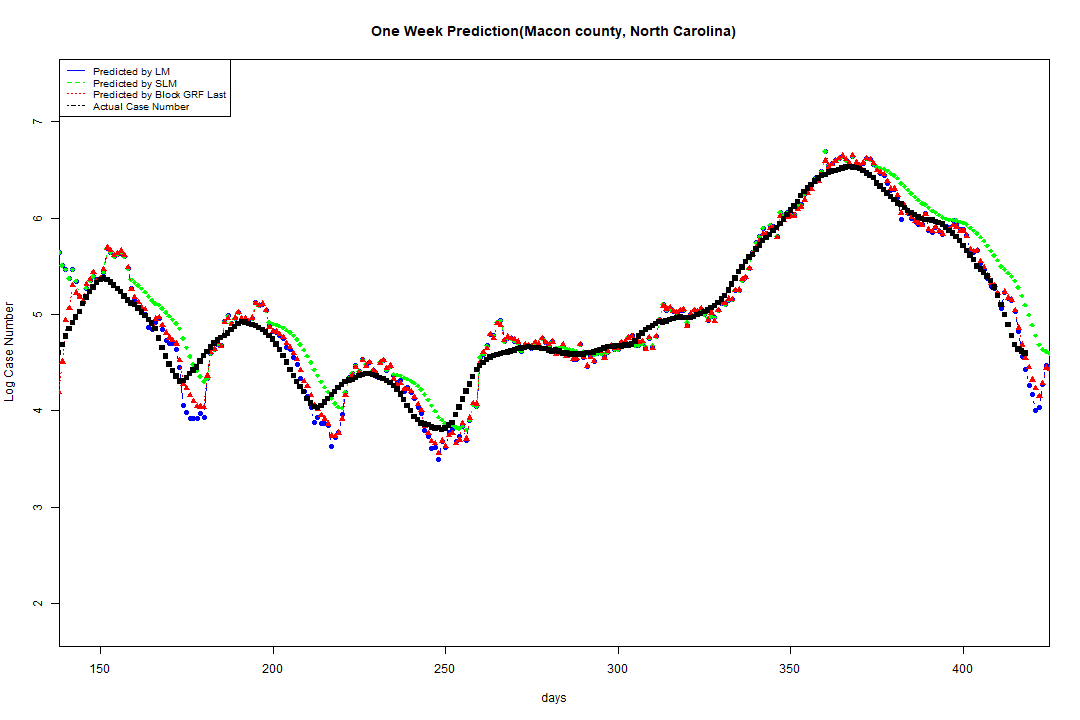 One Week Prediction(Macon county, North Carolina)
Predicted by LM
Predicted by SLM
Predicted by Block GRF Last
Actual Case Number
Log Case Number
7
6
5
4
3
2
150 200 250 300 350 400
days